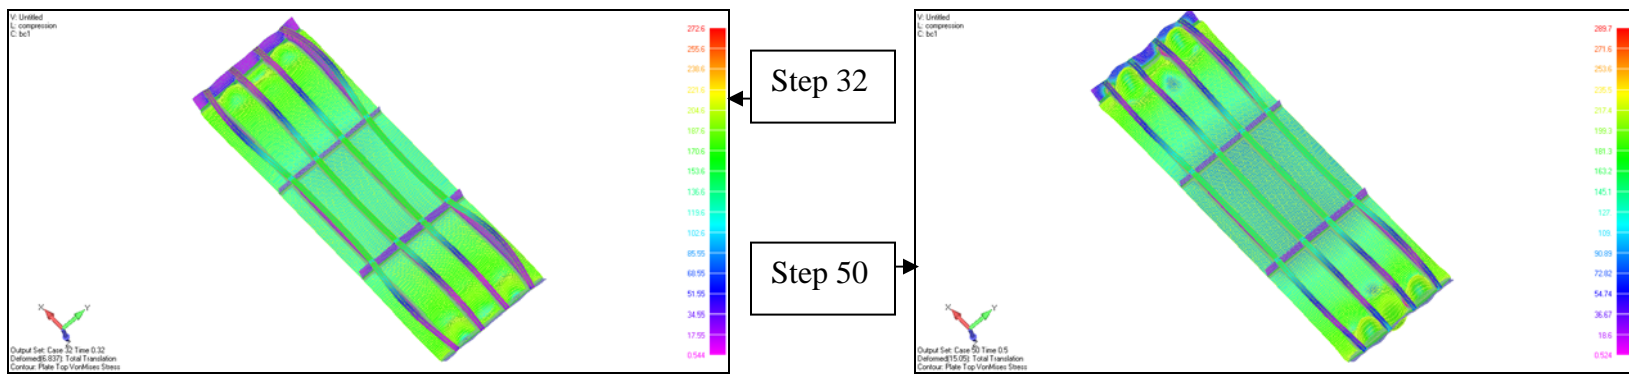 V: Untitled
L: compression
C: bc1
272.6
255.6
238.6
221.6
204.6
187.6
170.6
153.6
136.6
119.6
102.6
85.55
68.55
51.55
34.55
17.55
0.544
X
Y
Z
Output Set: Case 32 Time 0.32
Deformed(6.837): Total Translation
Contour: Plate Top VonMises Stress
Step 32
Step 50
V: Untitled
L: compression
C: bc1
289.7
271.6
253.5
235.5
217.4
199.3
181.3
163.2
145.1
127.
109.
90.89
72.82
54.74
36.67
18.6
0.524
X
Y
Output Set: Case 50 Time 0.5
Deformed(15.05): Total Translation
Contour: Plate Top VonMises Stress